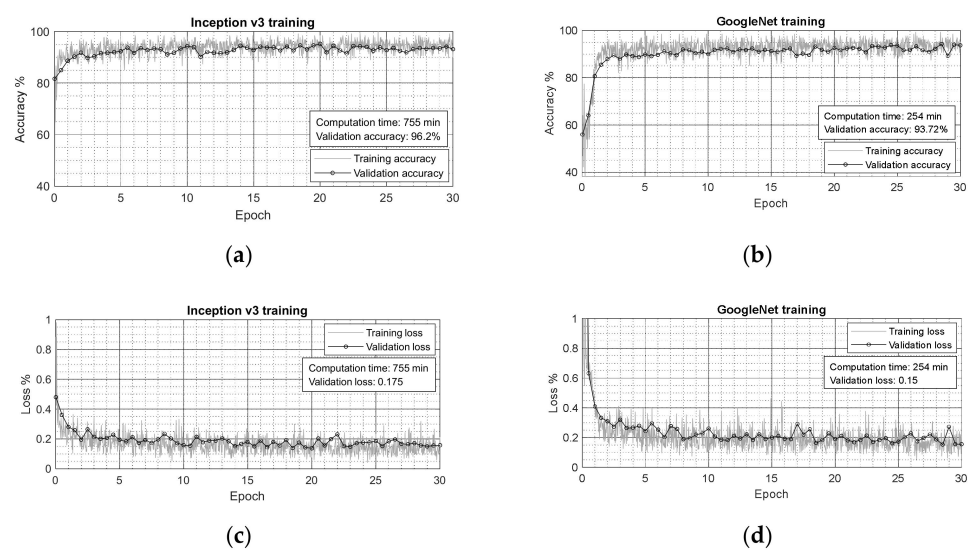 Inception v3 training
100
80
60
40
Accuracy %
Computation time: 755 min
Validation accuracy: 96.2%
Training accuracy
Validation accuracy
0 5 10 15 20 25 30
Epoch
(a)
GoogleNet training
100
80
60
40
Accuracy %
Computation time: 254 min
Validation accuracy: 93.72%
Training accuracy
Validation accuracy
0 5 10 15 20 25 30
Epoch
(b)
Inception v3 training
1
0.8
0.6
0.4
0.2
0
Loss %
Training loss
Validation loss
Computation time: 755 min
Validation loss: 0.175
0 5 10 15 20 25 30
Epoch
(c)
GoogleNet training
1
0.8
0.6
0.4
0.2
0
Loss %
Training loss
Validation loss
Computation time: 254 min
Validation loss: 0.15
0 5 10 15 20 25 30
Epoch
(d)